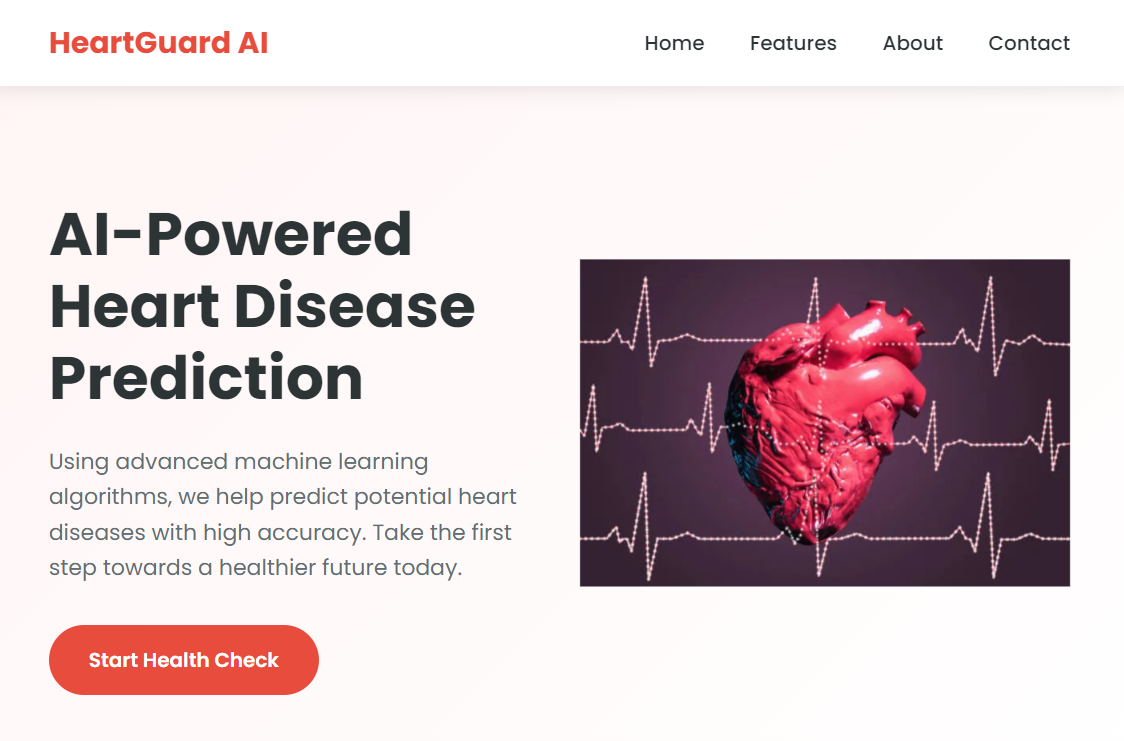 HeartGuard AI
Home
Features
About
Contact
AI-Powered
Heart Disease
Prediction
Using advanced machine learning
algorithms, we help predict potential heart
diseases with high accuracy. Take the first
step towards a healthier future today.
Start Health Check